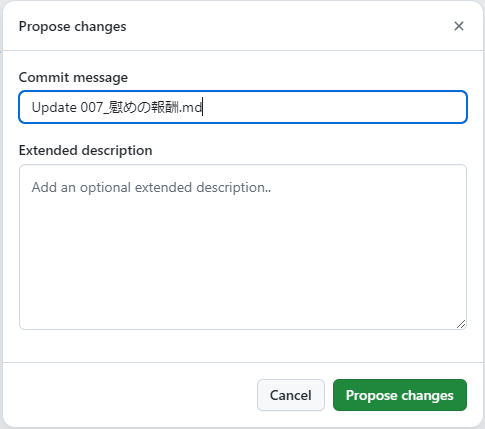 Propose changes
Commit message
Update 007_慰めの報酬.md
Extended description
Add an optional extended description..
Cancel
Propose changes